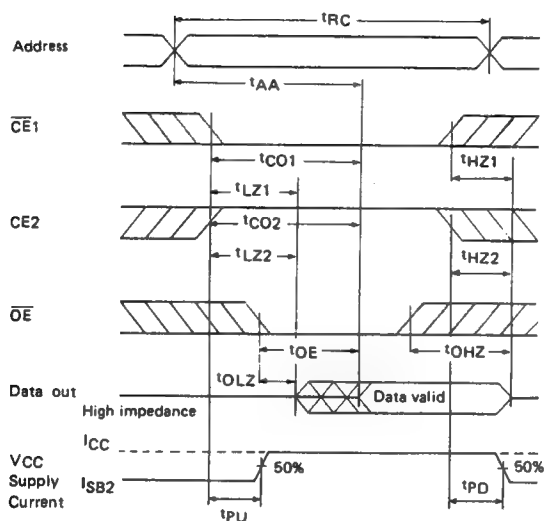 tRC
Address
tAA
CE1
tCO1
tHZ1
tLZ1
CE2
tCO2
tLZ2
tHZ2
OE
tOE
tOHZ
tOLZ
Data out
Data valid
High impedance
ICC
VCC
50%
50%
Supply
ISB2
Current
tPU
tPD